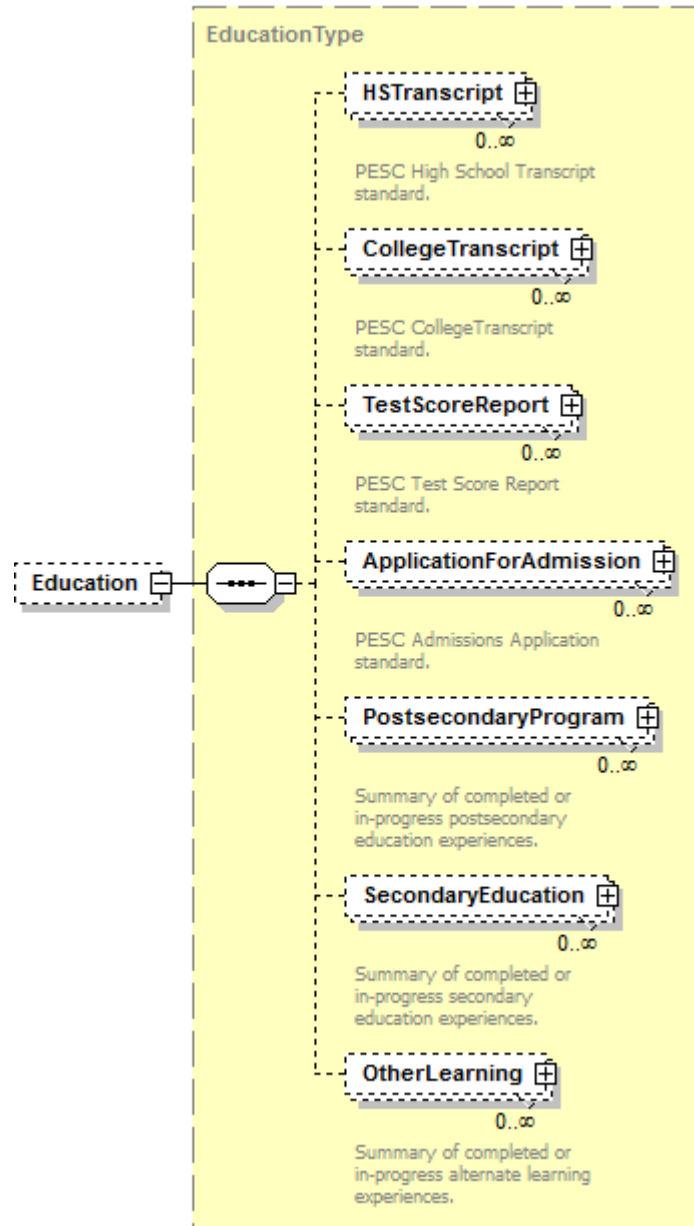 EducationType
HSTranscript
0..∞
PESC High School Transcript
standard.
CollegeTranscript
0..∞
PESC CollegeTranscript
standard.
TestScoreReport
0..∞
PESC Test Score Report
standard.
Education
ApplicationForAdmission
0..∞
PESC Admissions Application
standard.
PostsecondaryProgram
0..∞
Summary of completed or
in-progress postsecondary
education experiences.
SecondaryEducation
0..∞
Summary of completed or
in-progress secondary
education experiences.
OtherLearning
0..∞
Summary of completed or
in-progress alternate learning
experiences.